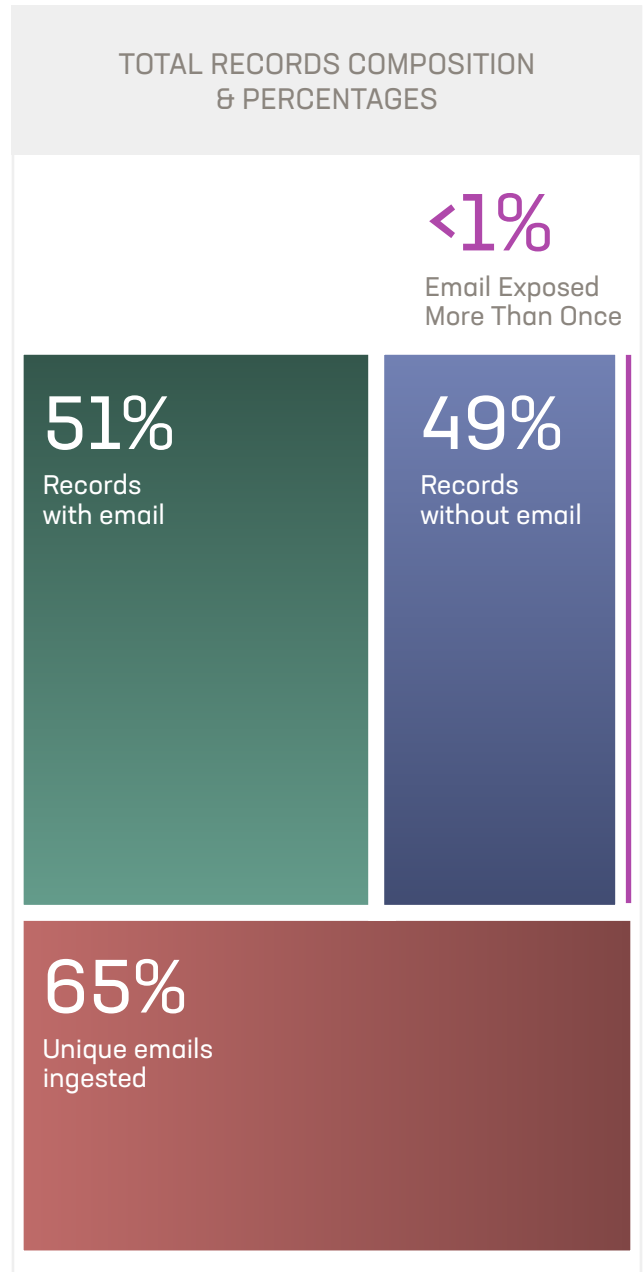 TOTAL RECORDS COMPOSITION
& PERCENTAGES
<1%
Email Exposed
More Than Once
51%
Records
with email
49%
Records
without email
65%
Unique emails
ingested